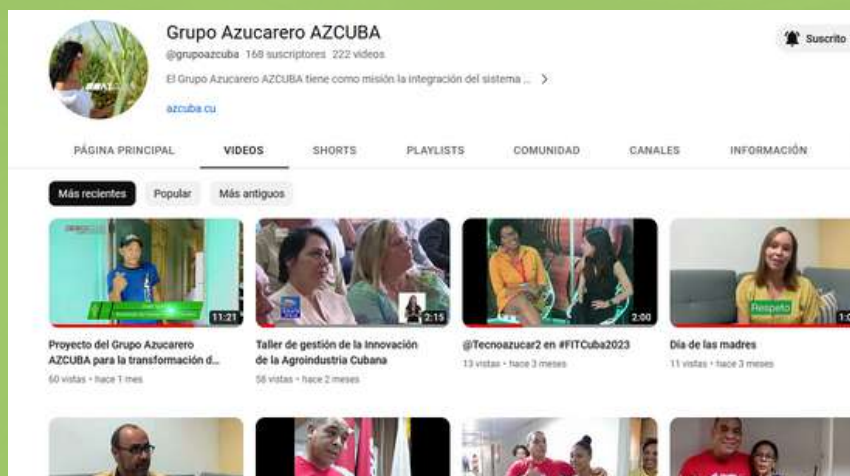 Grupo Azucarero AZCUBA
@grupoazcuba 168 suscriptores 222 videos
El Grupo Azucarero AZCUBA tiene como misión la integración del sistema ...
azcuba.cu
Suscrito
PÁGINA PRINCIPAL VIDEOS SHORTS PLAYLISTS COMUNIDAD CANALES INFORMACIÓN
Más recientes Popular Más antiguos
11:21 2:15 2:00 Respeto
Proyecto del Grupo Azucarero
AZCUBA para la transformación d...
60 vistas • hace 1 mes
Taller de gestión de la Innovación
de la Agroindustria Cubana
58 vistas • hace 2 meses
@Tecnoazucar2 en #FITCuba2023
13 vistas • hace 3 meses
Día de las madres
11 vistas • hace 3 meses